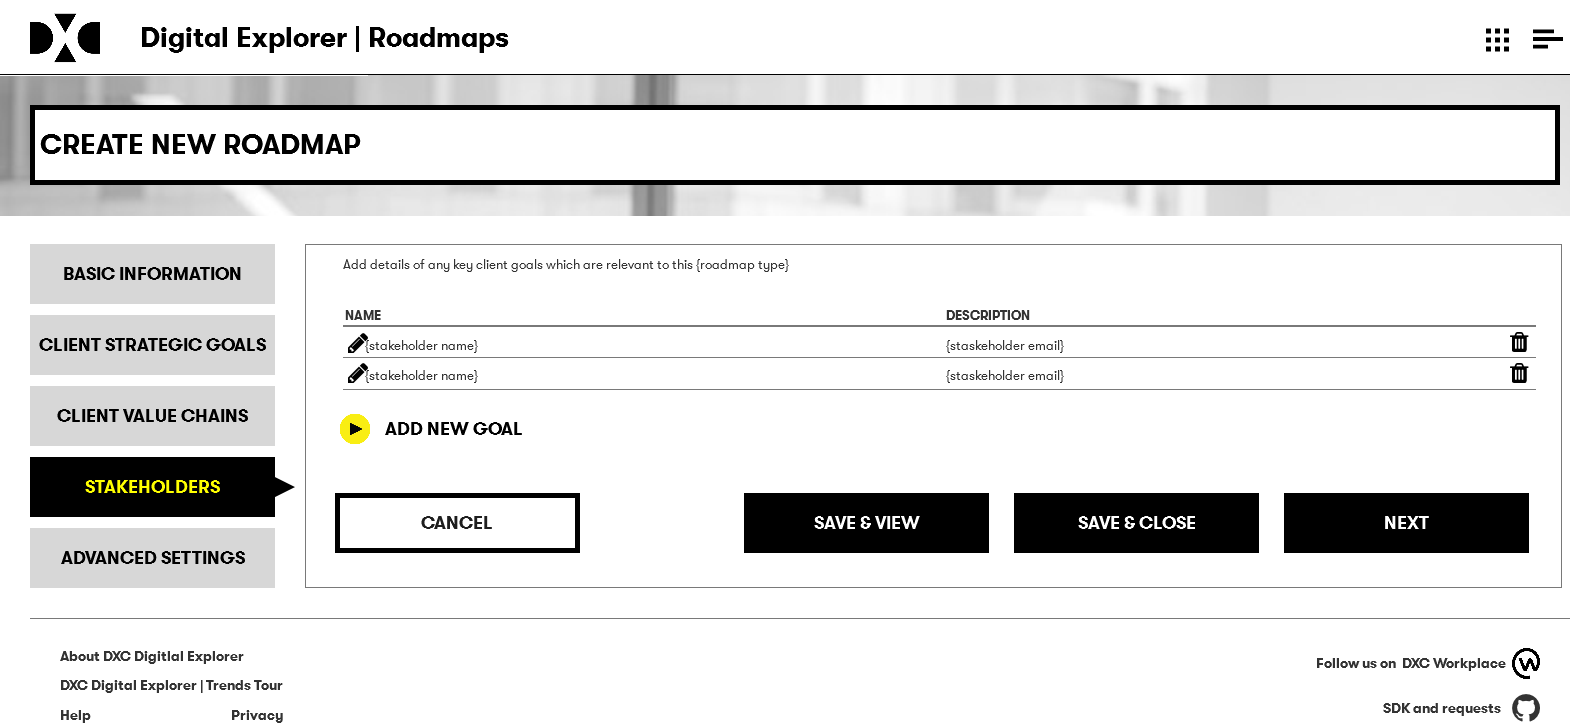 DXC
Digital Explorer | Roadmaps
CREATE NEW ROADMAP
BASIC INFORMATION
CLIENT STRATEGIC GOALS
CLIENT VALUE CHAINS
STAKEHOLDERS
ADVANCED SETTINGS
Add details of any key client goals which are relevant to this {roadmap type}
NAME DESCRIPTION
{stakeholder name} {staskeholder email}
{stakeholder name} {staskeholder email}
ADD NEW GOAL
CANCEL SAVE & VIEW SAVE & CLOSE NEXT
About DXC Digitlal Explorer
DXC Digital Explorer | Trends Tour
Help Privacy
Follow us on DXC Workplace
SDK and requests